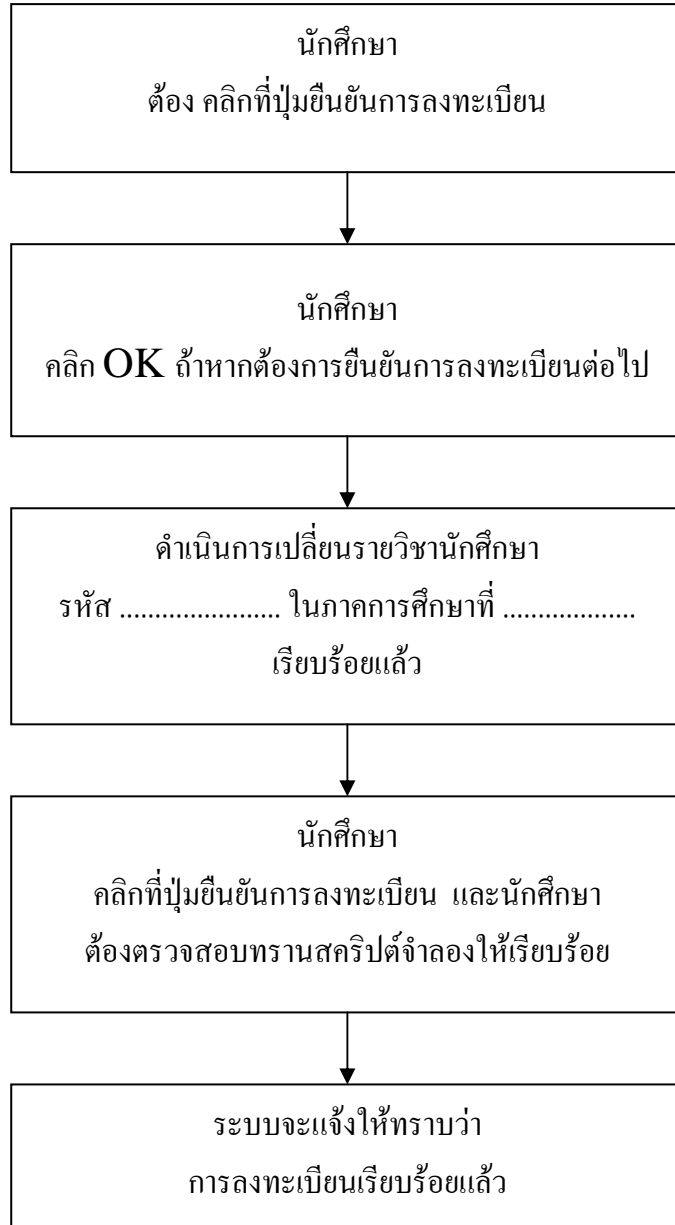 นักศึกษา
ต้อง คลิกที่ปุ่มยืนยันการลงทะเบียน
นักศึกษา
คลิก OK ถ้าหากต้องการยืนยันการลงทะเบียนต่อไป
ดำเนินการเปลี่ยนรายวิชานักศึกษา
รหัส ....................... ในภาคการศึกษาที่ ...................
เรียบร้อยแล้ว
นักศึกษา
คลิกที่ปุ่มยืนยันการลงทะเบียน และนักศึกษา
ต้องตรวจสอบทรานสคริปต์จำลองให้เรียบร้อย
ระบบจะแจ้งให้ทราบว่า
การลงทะเบียนเรียบร้อยแล้ว